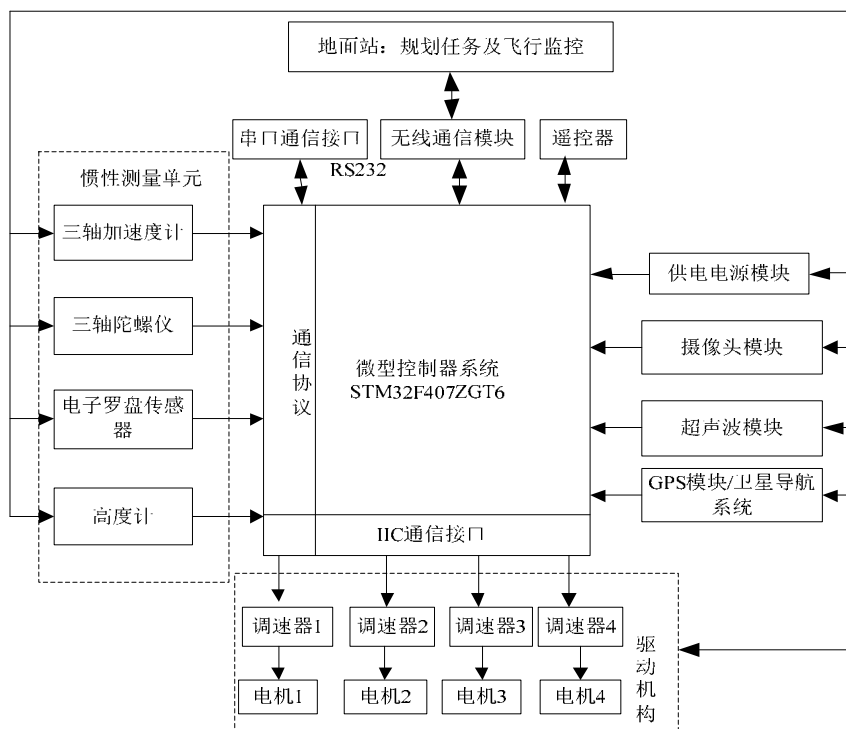 地面站：规划任务及飞行监控
串口通信接口
无线通信模块
遥控器
RS232
惯性测量单元
三轴加速度计
三轴陀螺仪
电子罗盘传感
器
高度计
通
信
协
议
微型控制器系统
STM32F407ZGT6
IIC通信接口
供电电源模块
摄像头模块
超声波模块
GPS模块/卫星导航
系统
调速器1
调速器2
调速器3
调速器4
电机1
电机2
电机3
电机4
驱
动
机
构